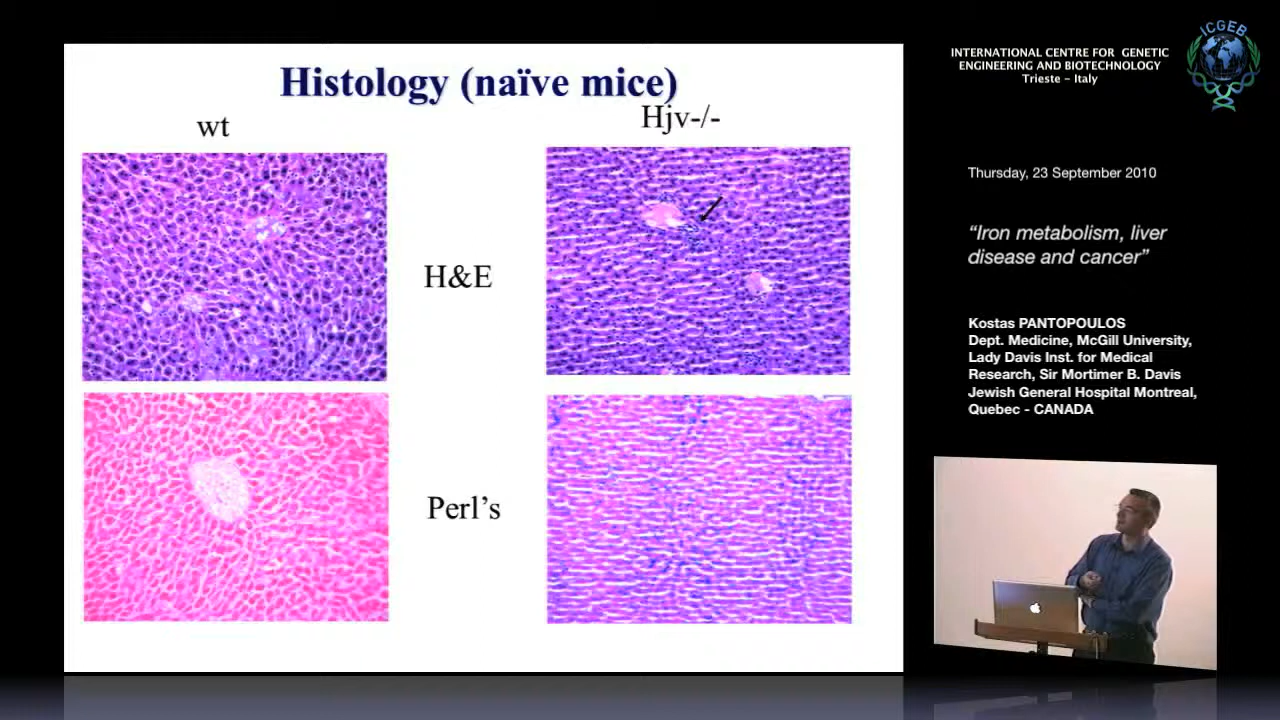 Histology (naïve mice)
wt
Hjv-/-
H&E
Perl's
INTERNATIONAL CENTRE FOR GENETIC
ENGINEERING AND BIOTECHNOLOGY
Trieste - Italy
ICGEB
Thursday, 23 September 2010
“Iron metabolism, liver
disease and cancer”
Kostas PANTOPOULOS
Dept. Medicine, McGill University,
Lady Davis Inst. for Medical
Research, Sir Mortimer B. Davis
Jewish General Hospital Montreal,
Quebec - CANADA